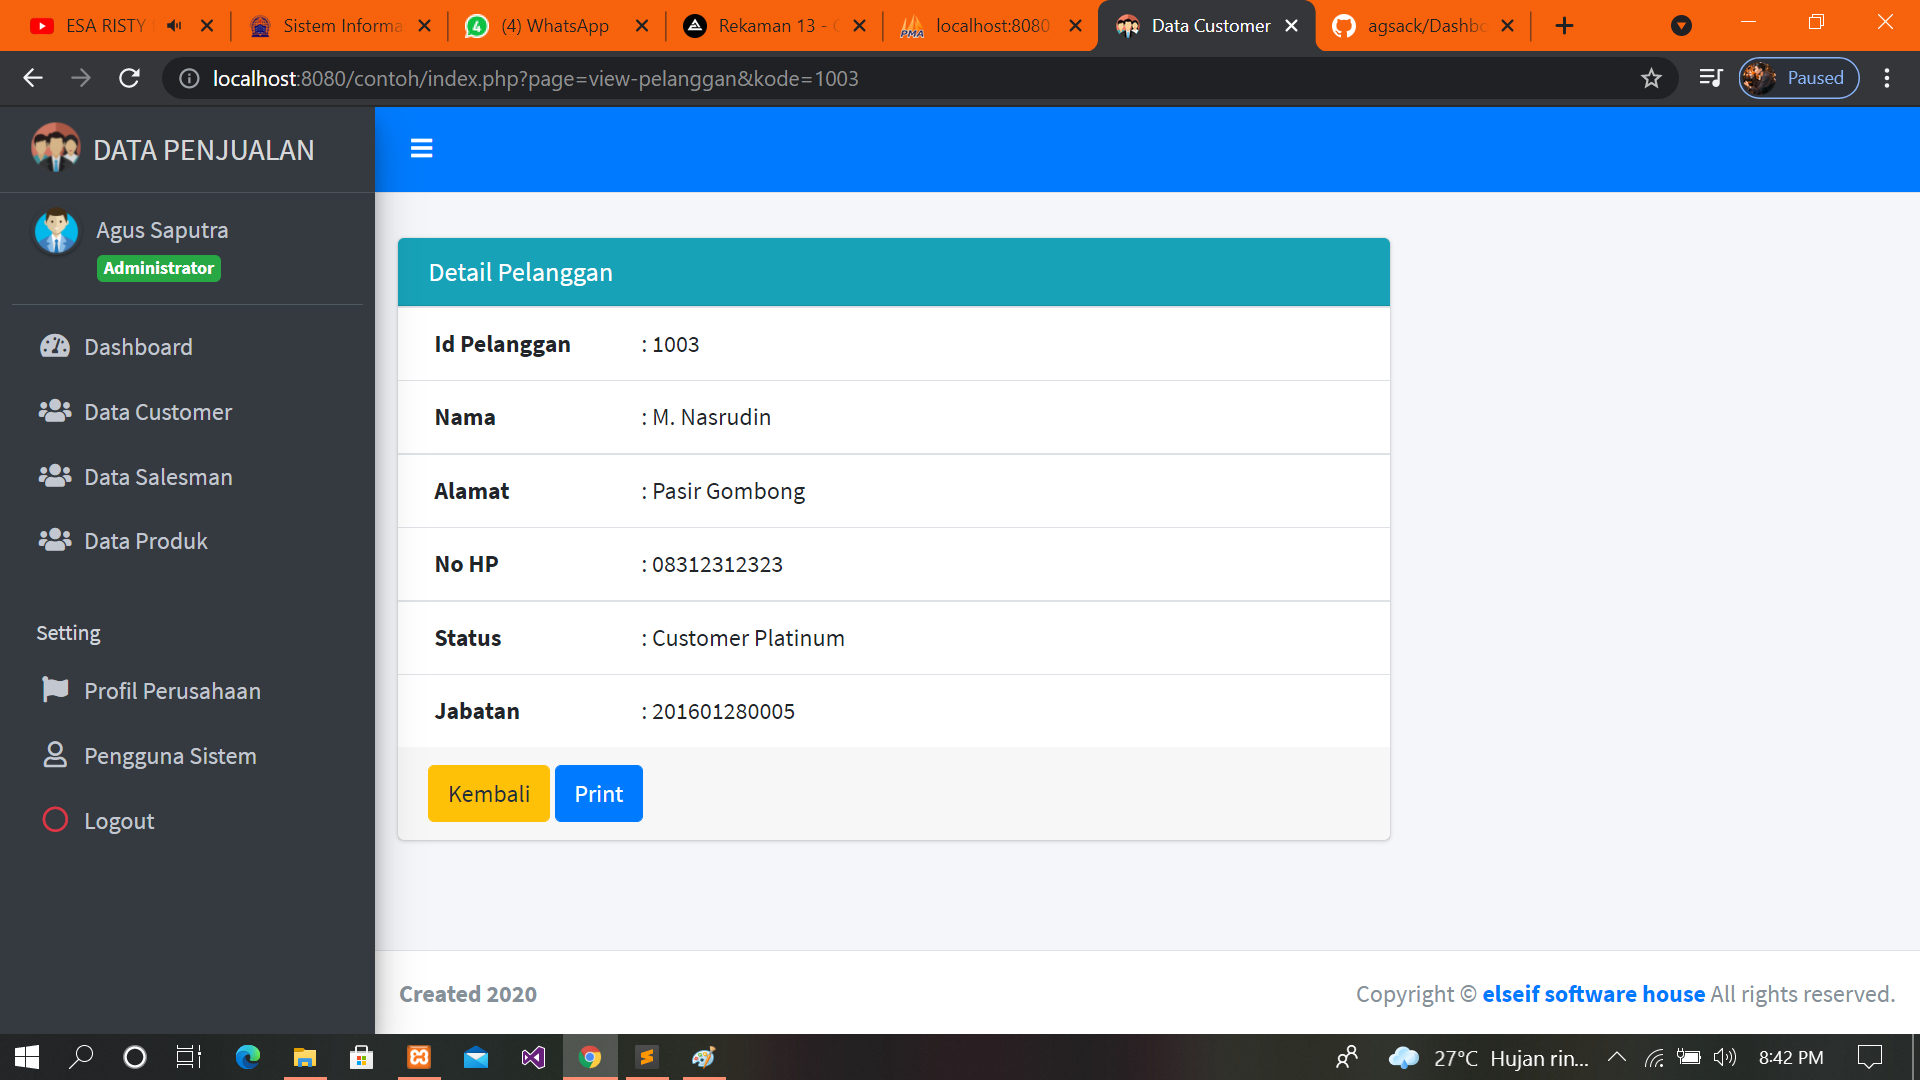 ESA RISTY
Sistem Informa
(4) WhatsApp
Rekaman 13 -
localhost:8080
Data Customer
agsack/Dashbo
localhost:8080/contoh/index.php?page=view-pelanggan&kode=1003
Paused
DATA PENJUALAN
Agus Saputra
Administrator
Dashboard
Data Customer
Data Salesman
Data Produk
Setting
Profil Perusahaan
Pengguna Sistem
Logout
Detail Pelanggan
Id Pelanggan : 1003
Nama : M. Nasrudin
Alamat : Pasir Gombong
No HP : 08312312323
Status : Customer Platinum
Jabatan : 201601280005
Kembali Print
Created 2020
Copyright © elseif software house All rights reserved.
27°C Hujan rin... 8:42 PM